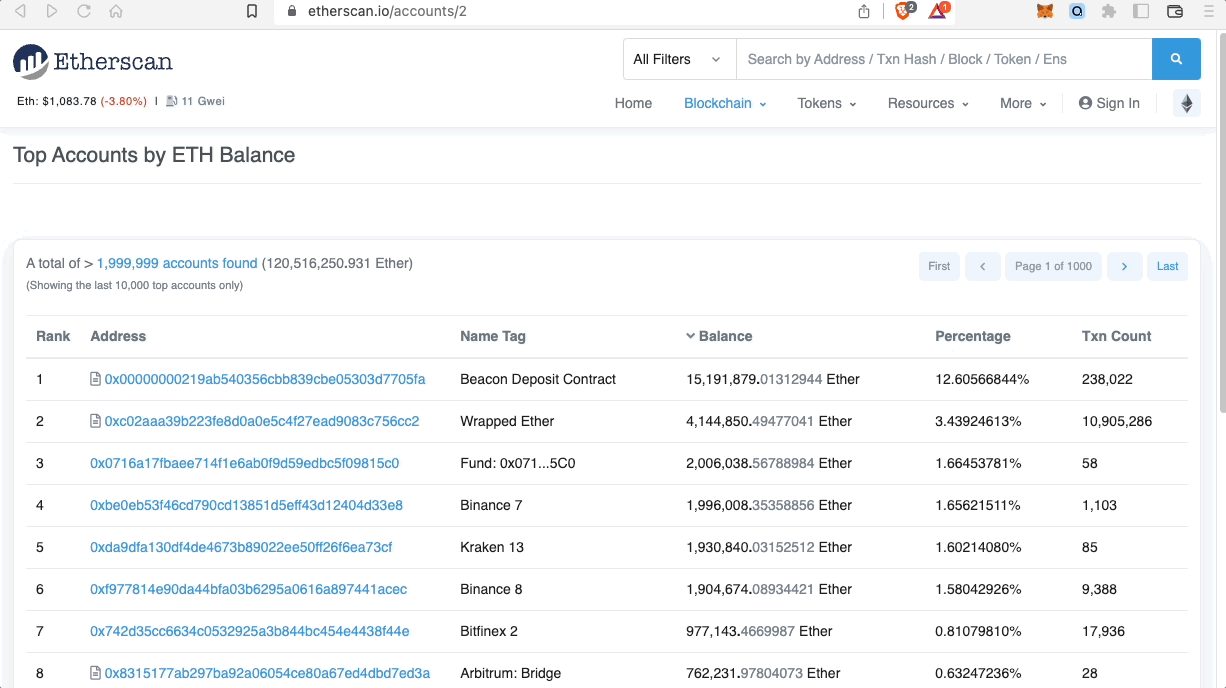 etherscan.io/accounts/2
2
1
Etherscan
All Filters
Search by Address / Txn Hash / Block / Token / Ens
Eth: $1,083.78 (-3.80%) | 11 Gwei
Home Blockchain Tokens Resources More Sign In
Top Accounts by ETH Balance
A total of > 1,999,999 accounts found (120,516,250.931 Ether)
(Showing the last 10,000 top accounts only)
First < Page 1 of 1000 > Last
Rank Address Name Tag Balance Percentage Txn Count
1 0x00000000219ab540356cbb839cbe05303d7705fa Beacon Deposit Contract 15,191,879.01312944 Ether 12.60566844% 238,022
2 0xc02aaa39b223fe8d0a0e5c4f27ead9083c756cc2 Wrapped Ether 4,144,850.49477041 Ether 3.43924613% 10,905,286
3 0x0716a17fbaee714f1e6ab0f9d59edbc5f09815c0 Fund: 0x071...5C0 2,006,038.56788984 Ether 1.66453781% 58
4 0xbe0eb53f46cd790cd13851d5eff43d12404d33e8 Binance 7 1,996,008.35358856 Ether 1.65621511% 1,103
5 0xda9dfa130df4de4673b89022ee50ff26f6ea73cf Kraken 13 1,930,840.03152512 Ether 1.60214080% 85
6 0xf977814e90da44bfa03b6295a0616a897441acec Binance 8 1,904,674.08934421 Ether 1.58042926% 9,388
7 0x742d35cc6634c0532925a3b844bc454e4438f44e Bitfinex 2 977,143.4669987 Ether 0.81079810% 17,936
8 0x8315177ab297ba92a06054ce80a67ed4dbd7ed3a Arbitrum: Bridge 762,231.97804073 Ether 0.63247236% 28